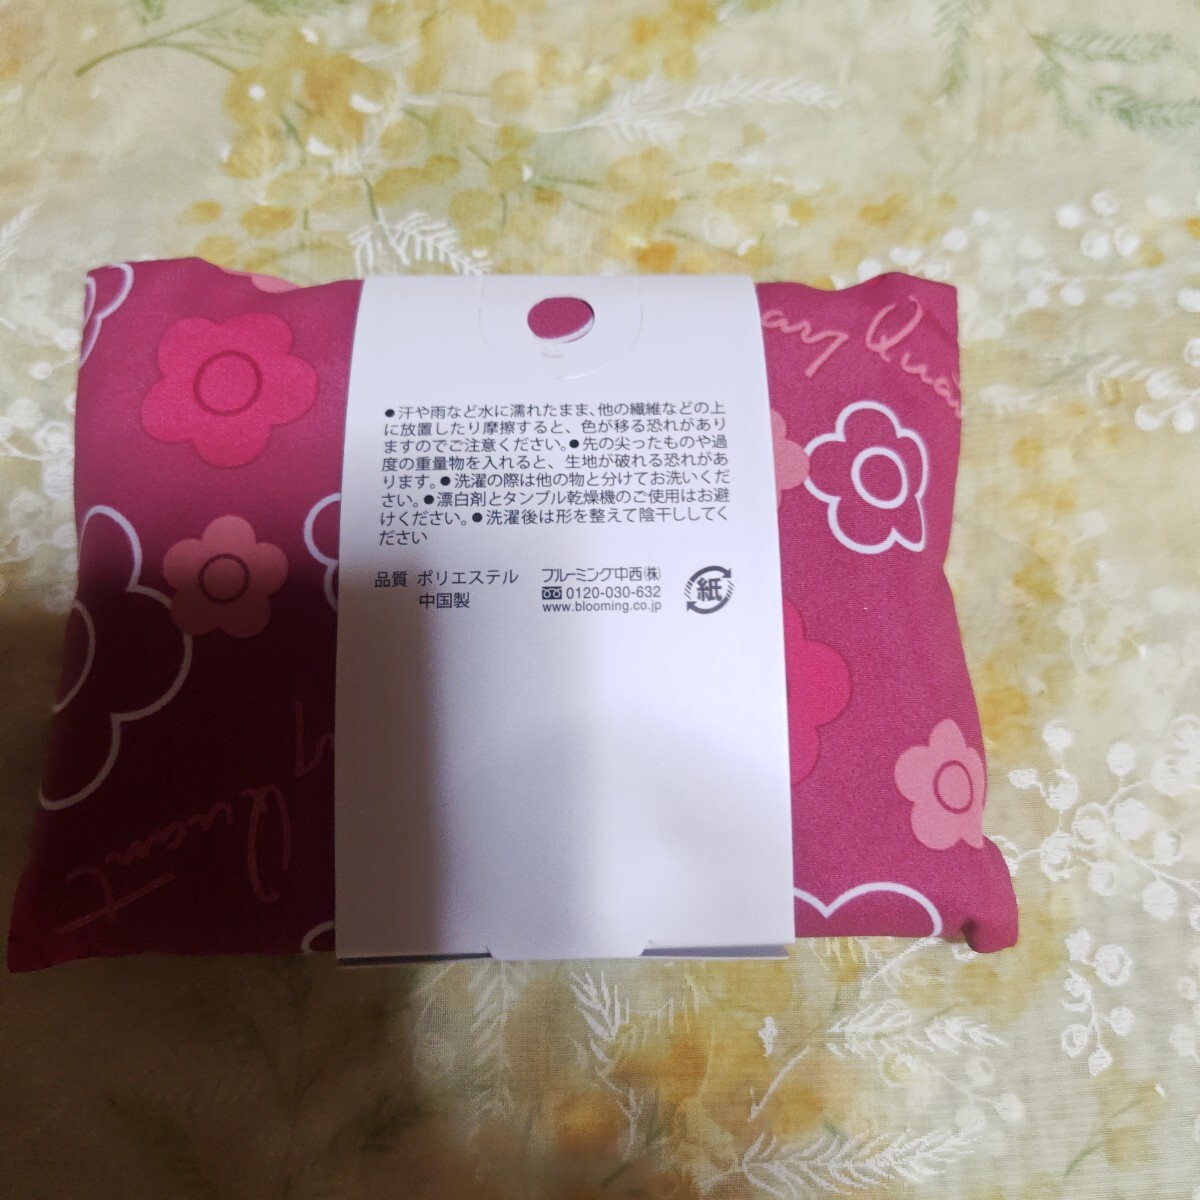 ary Quan
●汗や雨など水に濡れたまま、他の繊維などの上
に放置したり摩擦すると、色が移る恐れがあり
ますのでご注意ください。●先の尖ったものや過
度の重量物を入れると、生地が破れる恐れがあ
ります。●洗濯の際は他の物と分けてお洗いくだ
さい。●漂白剤とタンブル乾燥機のご使用はお避
けください。●洗濯後は形を整えて陰干ししてく
ださい
品質 ポリエステル
中国製
ブルーミング中西㈱
0120-030-632
www.blooming.co.jp
紙
ry
Quant